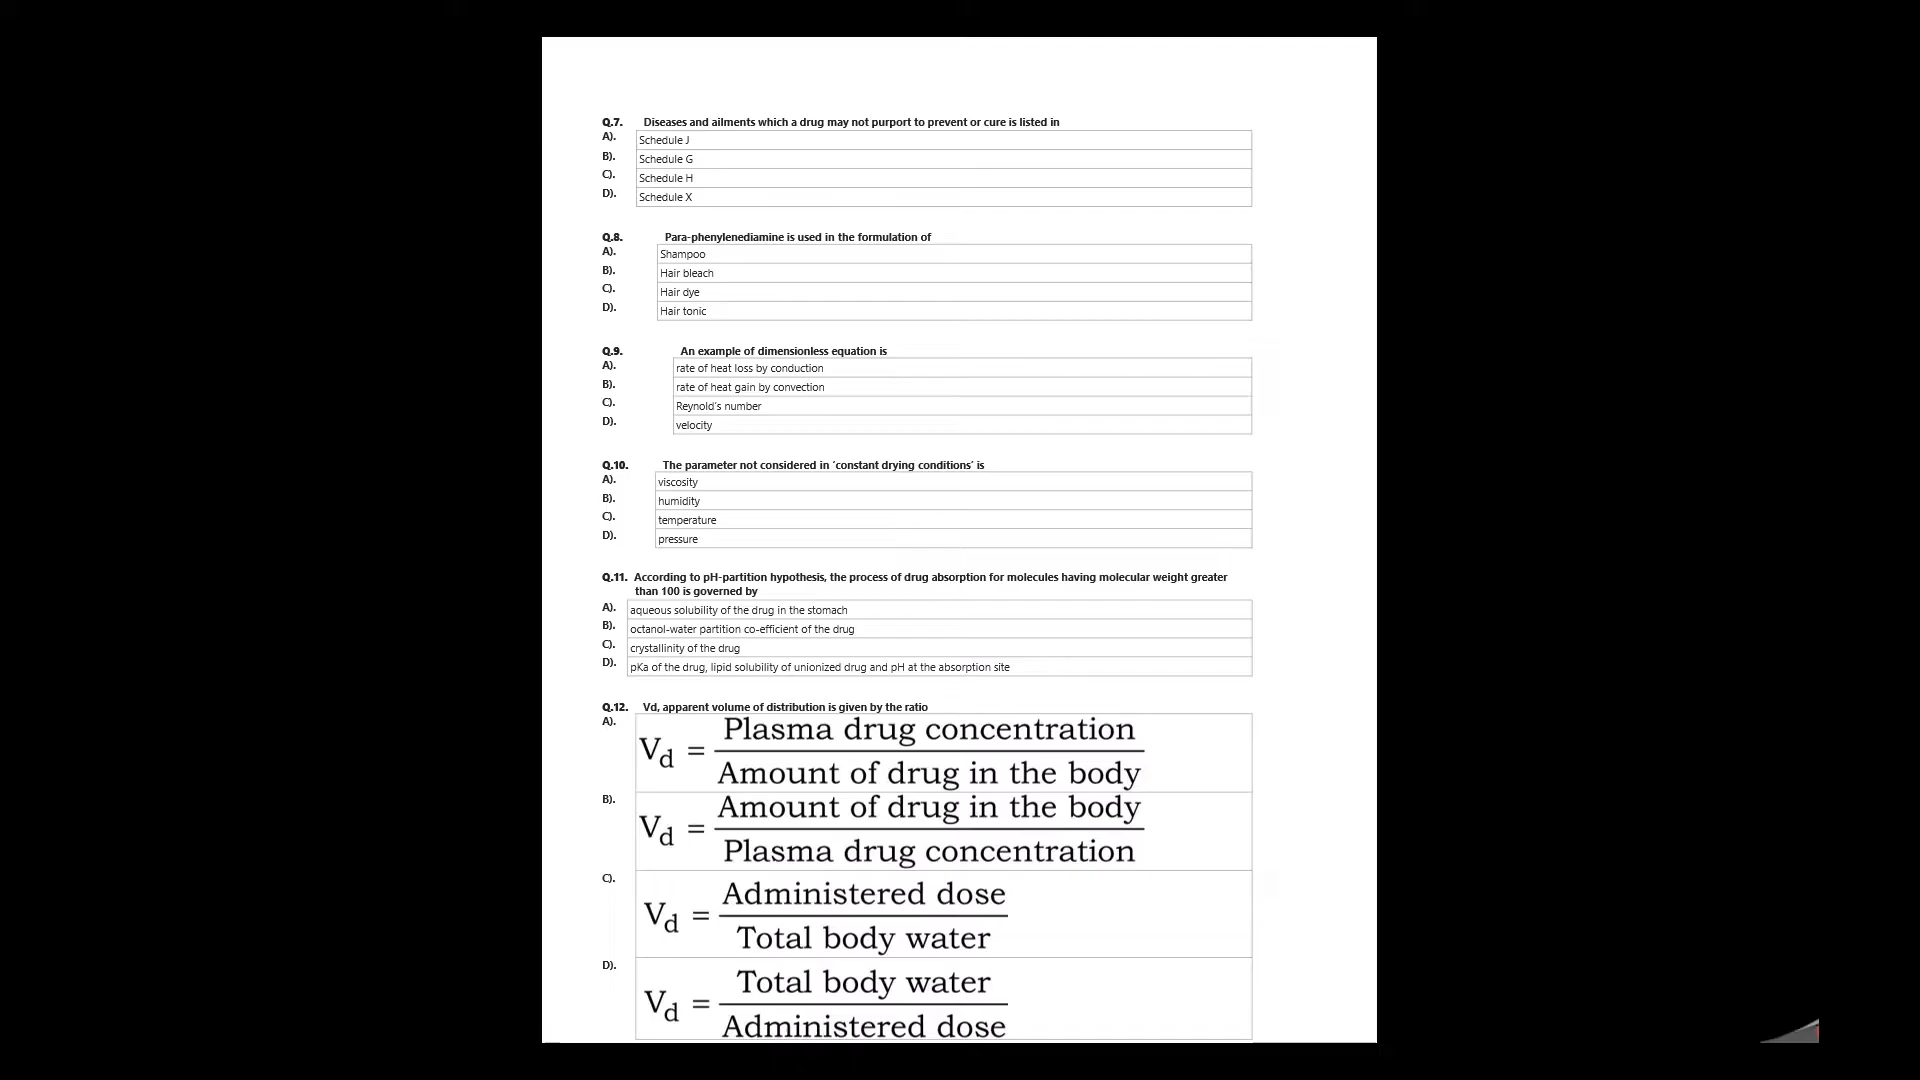 Q.7. Diseases and ailments which a drug may not purport to prevent or cure is listed in
A). Schedule J
B). Schedule G
C). Schedule H
D). Schedule X
Q.8. Para-phenylenediamine is used in the formulation of
A). Shampoo
B). Hair bleach
C). Hair dye
D). Hair tonic
Q.9. An example of dimensionless equation is
A). rate of heat loss by conduction
B). rate of heat gain by convection
C). Reynold's number
D). velocity
Q.10. The parameter not considered in ‘constant drying conditions’ is
A). viscosity
B). humidity
C). temperature
D). pressure
Q.11. According to pH-partition hypothesis, the process of drug absorption for molecules having molecular weight greater
than 100 is governed by
A). aqueous solubility of the drug in the stomach
B). octanol-water partition co-efficient of the drug
C). crystallinity of the drug
D). pKa of the drug, lipid solubility of unionized drug and pH at the absorption site
Q.12. Vd, apparent volume of distribution is given by the ratio
A).
Plasma drug concentration
Vd =
Amount of drug in the body
B).
Amount of drug in the body
Vd =
Plasma drug concentration
C).
Administered dose
Vd =
Total body water
D).
Total body water
Vd =
Administered dose